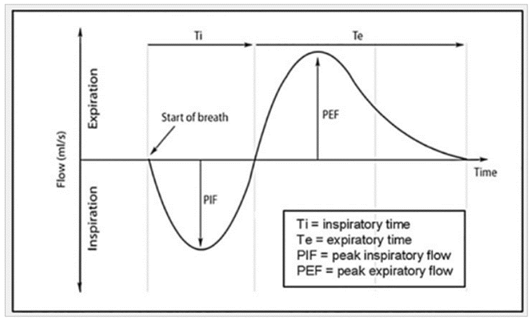 Ti
Te
Expiration
Start of breath
PEF
Flow (ml/s)
Time
PIF
Inspiration
Ti = inspiratory time
Te = expiratory time
PIF = peak inspiratory flow
PEF = peak expiratory flow